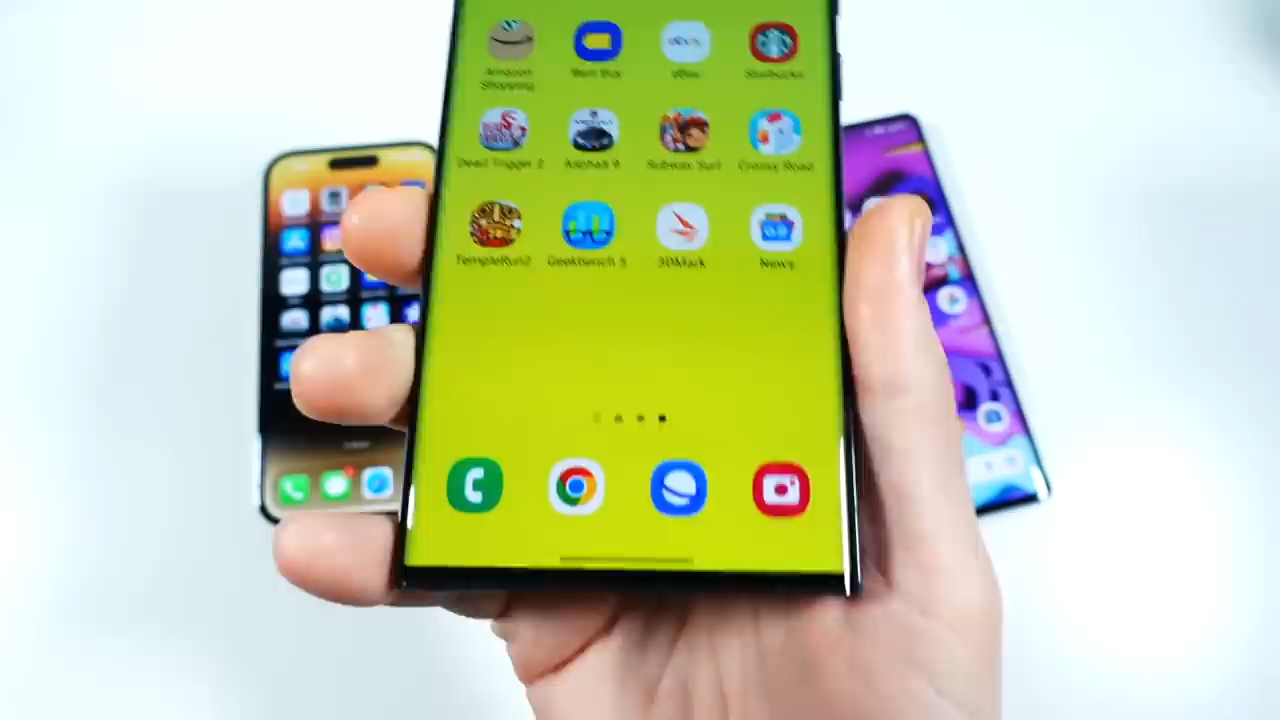 Amazon
Shopping
Best Buy
eBay
Starbucks
Dead Trigger 2
Asphalt 9
Subway Surf
Crossy Road
TempleRun2
Geekbench 5
3DMark
News